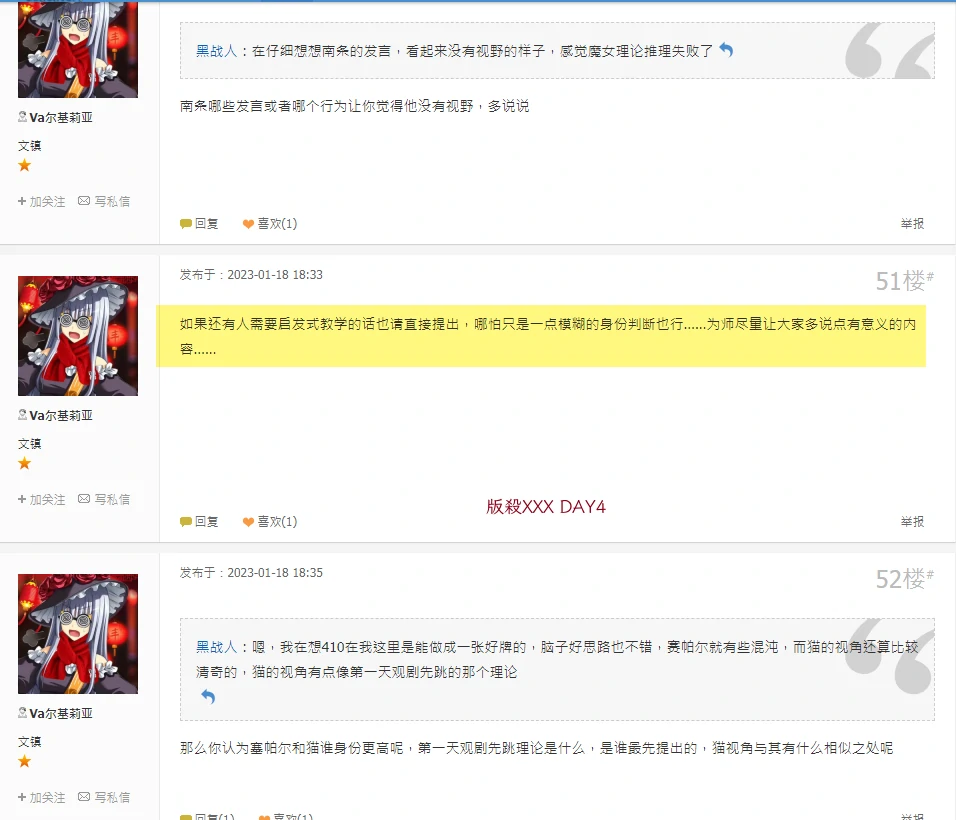 黑战人：在仔细想想南条的发言，看起来没有视野的样子，感觉魔女理论推理失败了
Va尔基莉亚
南条哪些发言或者哪个行为让你觉得他没有视野，多说说
文镇
+ 加关注 写私信
回复 喜欢(1) 举报
发布于：2023-01-18 18:33 51楼#
如果还有人需要启发式教学的话也请直接提出，哪怕只是一点模糊的身份判断也行......为师尽量让大家多说点有意义的内
容......
Va尔基莉亚
文镇
+ 加关注 写私信
版殺XXX DAY4
回复 喜欢(1) 举报
发布于：2023-01-18 18:35 52楼#
黑战人：嗯，我在想410在我这里是能做成一张好牌的，脑子好思路也不错，赛帕尔就有些混沌，而猫的视角还算比较
清奇的，猫的视角有点像第一天观剧先跳的那个理论
Va尔基莉亚
文镇
那么你认为塞帕尔和猫谁身份更高呢，第一天观剧先跳理论是什么，是谁最先提出的，猫视角与其有什么相似之处呢
+ 加关注 写私信
回复(1) 喜欢(1) 举报